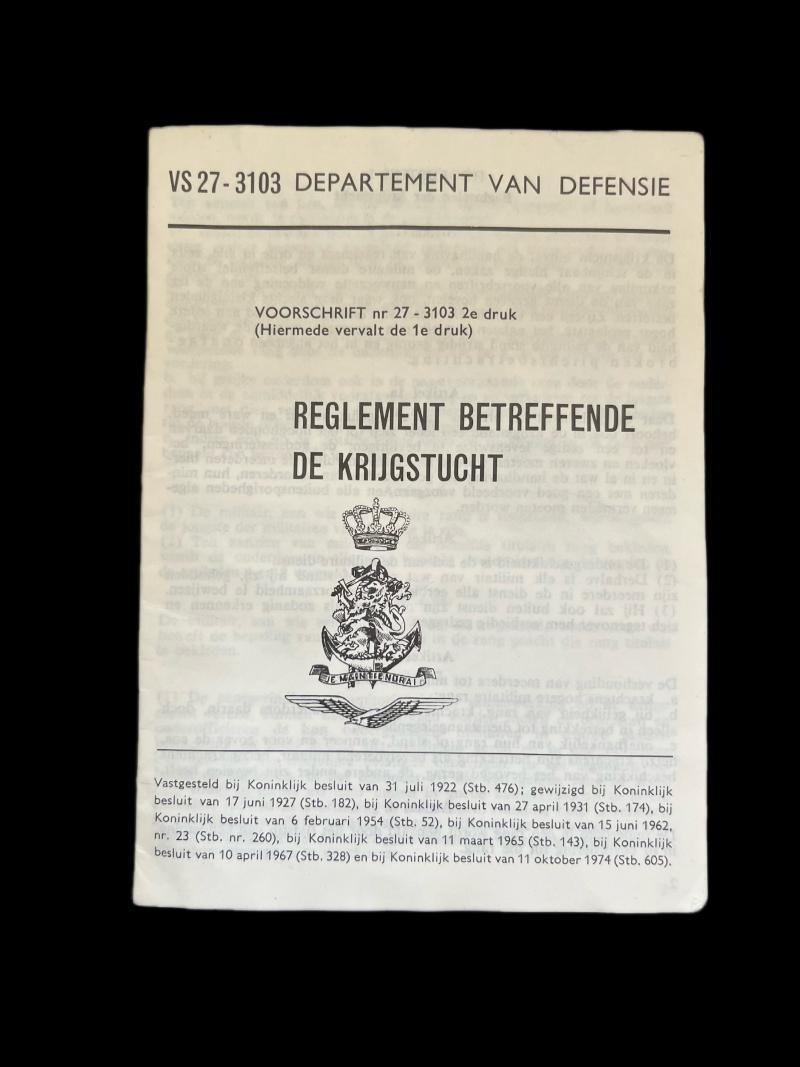 VS 27 - 3103 DEPARTEMENT VAN DEFENSIE
VOORSCHRIFT nr 27 - 3103 2e druk
(Hiermede vervalt de 1e druk)
REGLEMENT BETREFFENDE
DE KRIJGSTUCHT
JE MAINTIENDRAI
Vastgesteld bij Koninklijk besluit van 31 juli 1922 (Stb. 476); gewijzigd bij Koninklijk
besluit van 17 juni 1927 (Stb. 182), bij Koninklijk besluit van 27 april 1931 (Stb. 174), bij
Koninklijk besluit van 6 februari 1954 (Stb. 52), bij Koninklijk besluit van 15 juni 1962,
nr. 23 (Stb. nr. 260), bij Koninklijk besluit van 11 maart 1965 (Stb. 143), bij Koninklijk
besluit van 10 april 1967 (Stb. 328) en bij Koninklijk besluit van 11 oktober 1974 (Stb. 605).